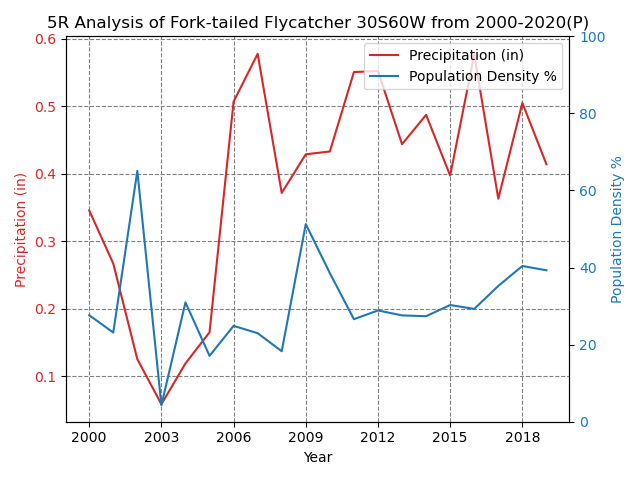 5R Analysis of Fork-tailed Flycatcher 30S60W from 2000-2020(P)
Precipitation (in)
Population Density %
0.6
0.5
0.4
0.3
0.2
0.1
Precipitation (in)
100
80
60
40
20
0
Population Density %
2000 2003 2006 2009 2012 2015 2018
Year